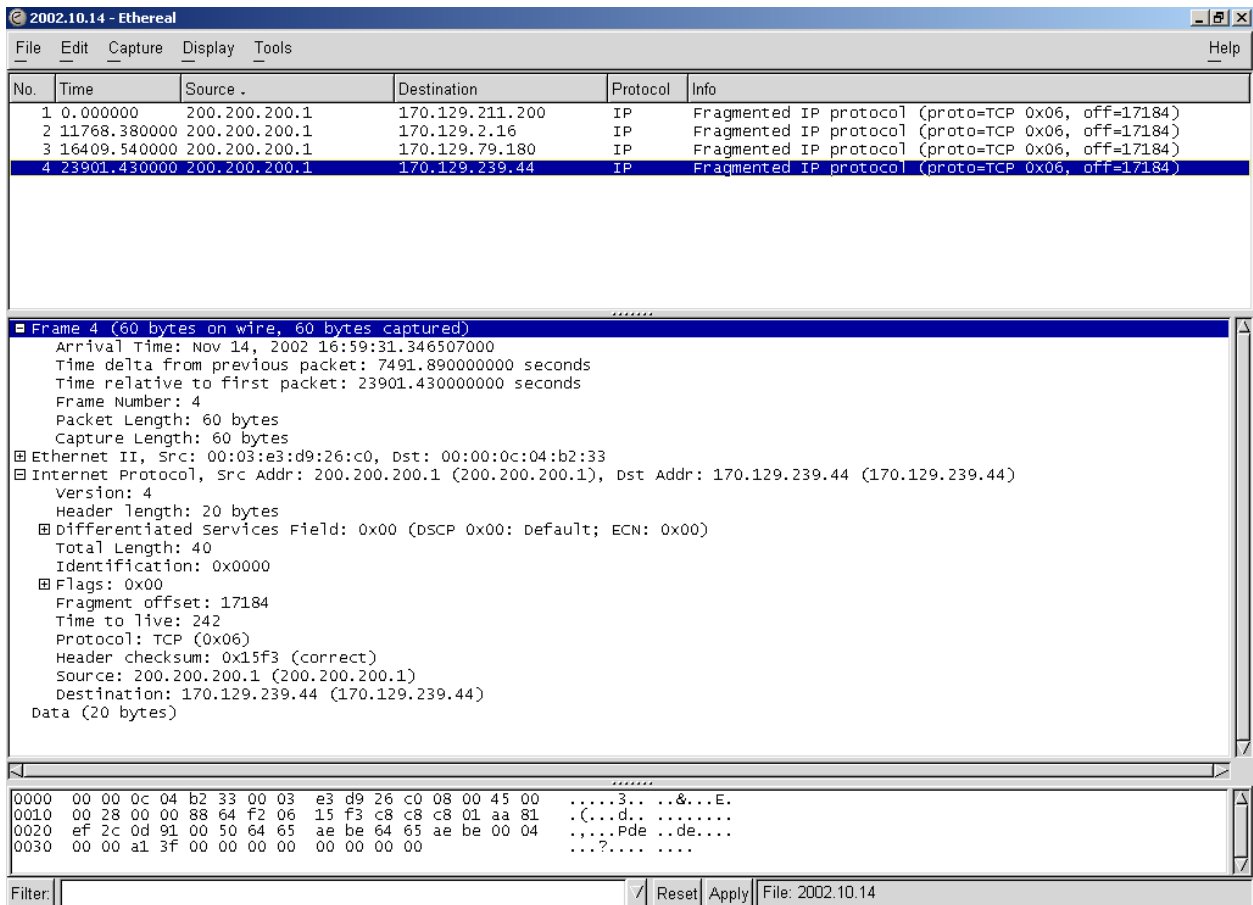 2002.10.14 - Ethereal
File Edit Capture Display Tools Help
No. Time Source Destination Protocol Info
1 0.000000 200.200.200.1 170.129.211.200 IP Fragmented IP protocol (proto=TCP 0x06, off=17184)
2 11768.380000 200.200.200.1 170.129.2.16 IP Fragmented IP protocol (proto=TCP 0x06, off=17184)
3 16409.540000 200.200.200.1 170.129.79.180 IP Fragmented IP protocol (proto=TCP 0x06, off=17184)
4 23901.430000 200.200.200.1 170.129.239.44 IP Fragmented IP protocol (proto=TCP 0x06, off=17184)
Frame 4 (60 bytes on wire, 60 bytes captured)
Arrival Time: Nov 14, 2002 16:59:31.346507000
Time delta from previous packet: 7491.890000000 seconds
Time relative to first packet: 23901.430000000 seconds
Frame Number: 4
Packet Length: 60 bytes
Capture Length: 60 bytes
Ethernet II, Src: 00:03:e3:d9:26:c0, Dst: 00:00:0c:04:b2:33
Internet Protocol, Src Addr: 200.200.200.1 (200.200.200.1), Dst Addr: 170.129.239.44 (170.129.239.44)
Version: 4
Header length: 20 bytes
Differentiated Services Field: 0x00 (DSCP 0x00: Default; ECN: 0x00)
Total Length: 40
Identification: 0x0000
Flags: 0x00
Fragment offset: 17184
Time to live: 242
Protocol: TCP (0x06)
Header checksum: 0x15f3 (correct)
Source: 200.200.200.1 (200.200.200.1)
Destination: 170.129.239.44 (170.129.239.44)
Data (20 bytes)
0000 00 00 0c 04 b2 33 00 03 e3 d9 26 c0 08 00 45 00 .....3.. ..&...E.
0010 00 28 00 00 88 64 f2 06 15 f3 c8 c8 c8 01 aa 81 .(...d.. ........
0020 ef 2c 0d 91 00 50 64 65 ae be 64 65 ae be 00 04 .,...Pde ..de....
0030 00 00 a1 3f 00 00 00 00 00 00 00 00 ...?.... ....
Filter: Reset Apply File: 2002.10.14